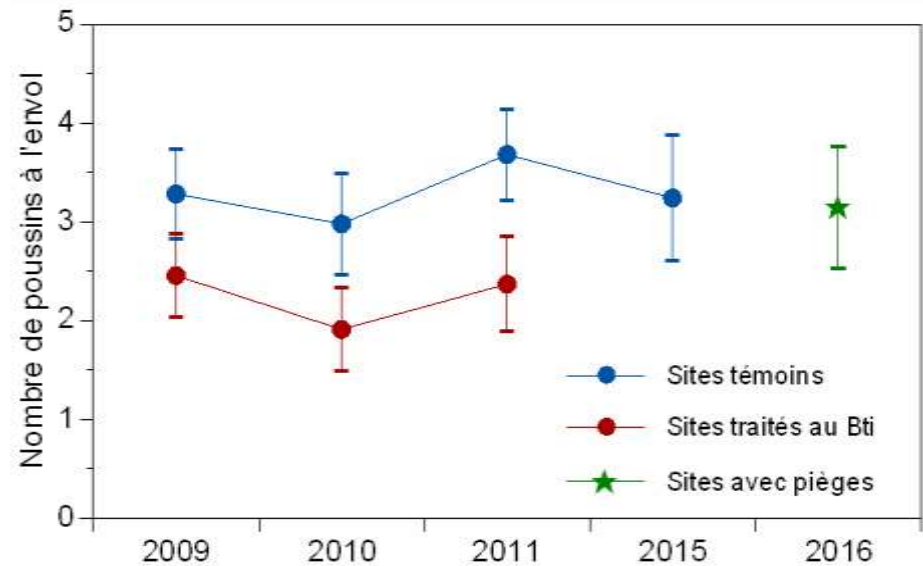 Nombre de poussins à l'envol
5
4
3
2
1
0
2009 2010 2011 2015 2016
Sites témoins
Sites traités au Bti
Sites avec pièges